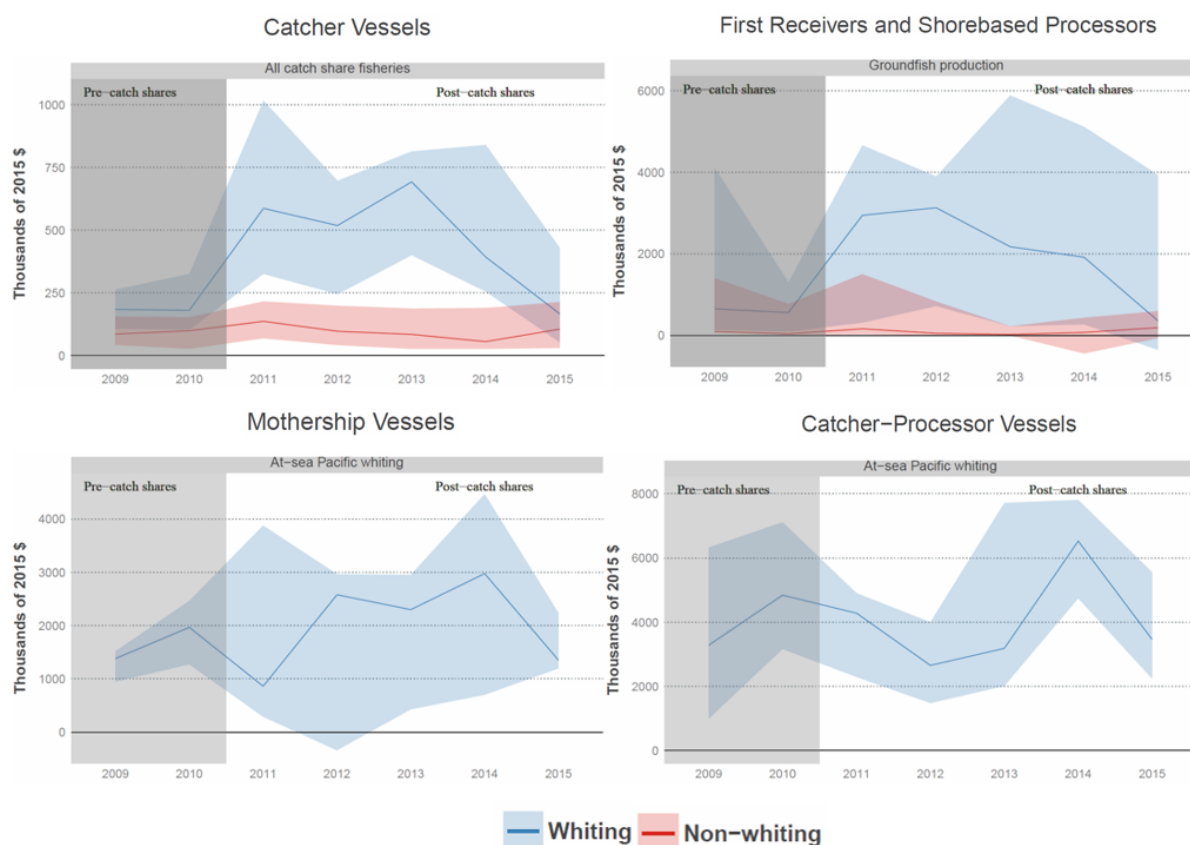 Catcher Vessels
All catch share fisheries
Pre-catch shares
Post-catch shares
Thousands of 2015 $
1000
750
500
250
0
2009 2010 2011 2012 2013 2014 2015
First Receivers and Shorebased Processors
Groundfish production
Pre-catch shares
Post-catch shares
Thousands of 2015 $
6000
4000
2000
0
2009 2010 2011 2012 2013 2014 2015
Mothership Vessels
At-sea Pacific whiting
Pre-catch shares
Post-catch shares
Thousands of 2015 $
4000
3000
2000
1000
0
2009 2010 2011 2012 2013 2014 2015
Catcher-Processor Vessels
At-sea Pacific whiting
Pre-catch shares
Post-catch shares
Thousands of 2015 $
8000
6000
4000
2000
0
2009 2010 2011 2012 2013 2014 2015
Whiting Non-whiting